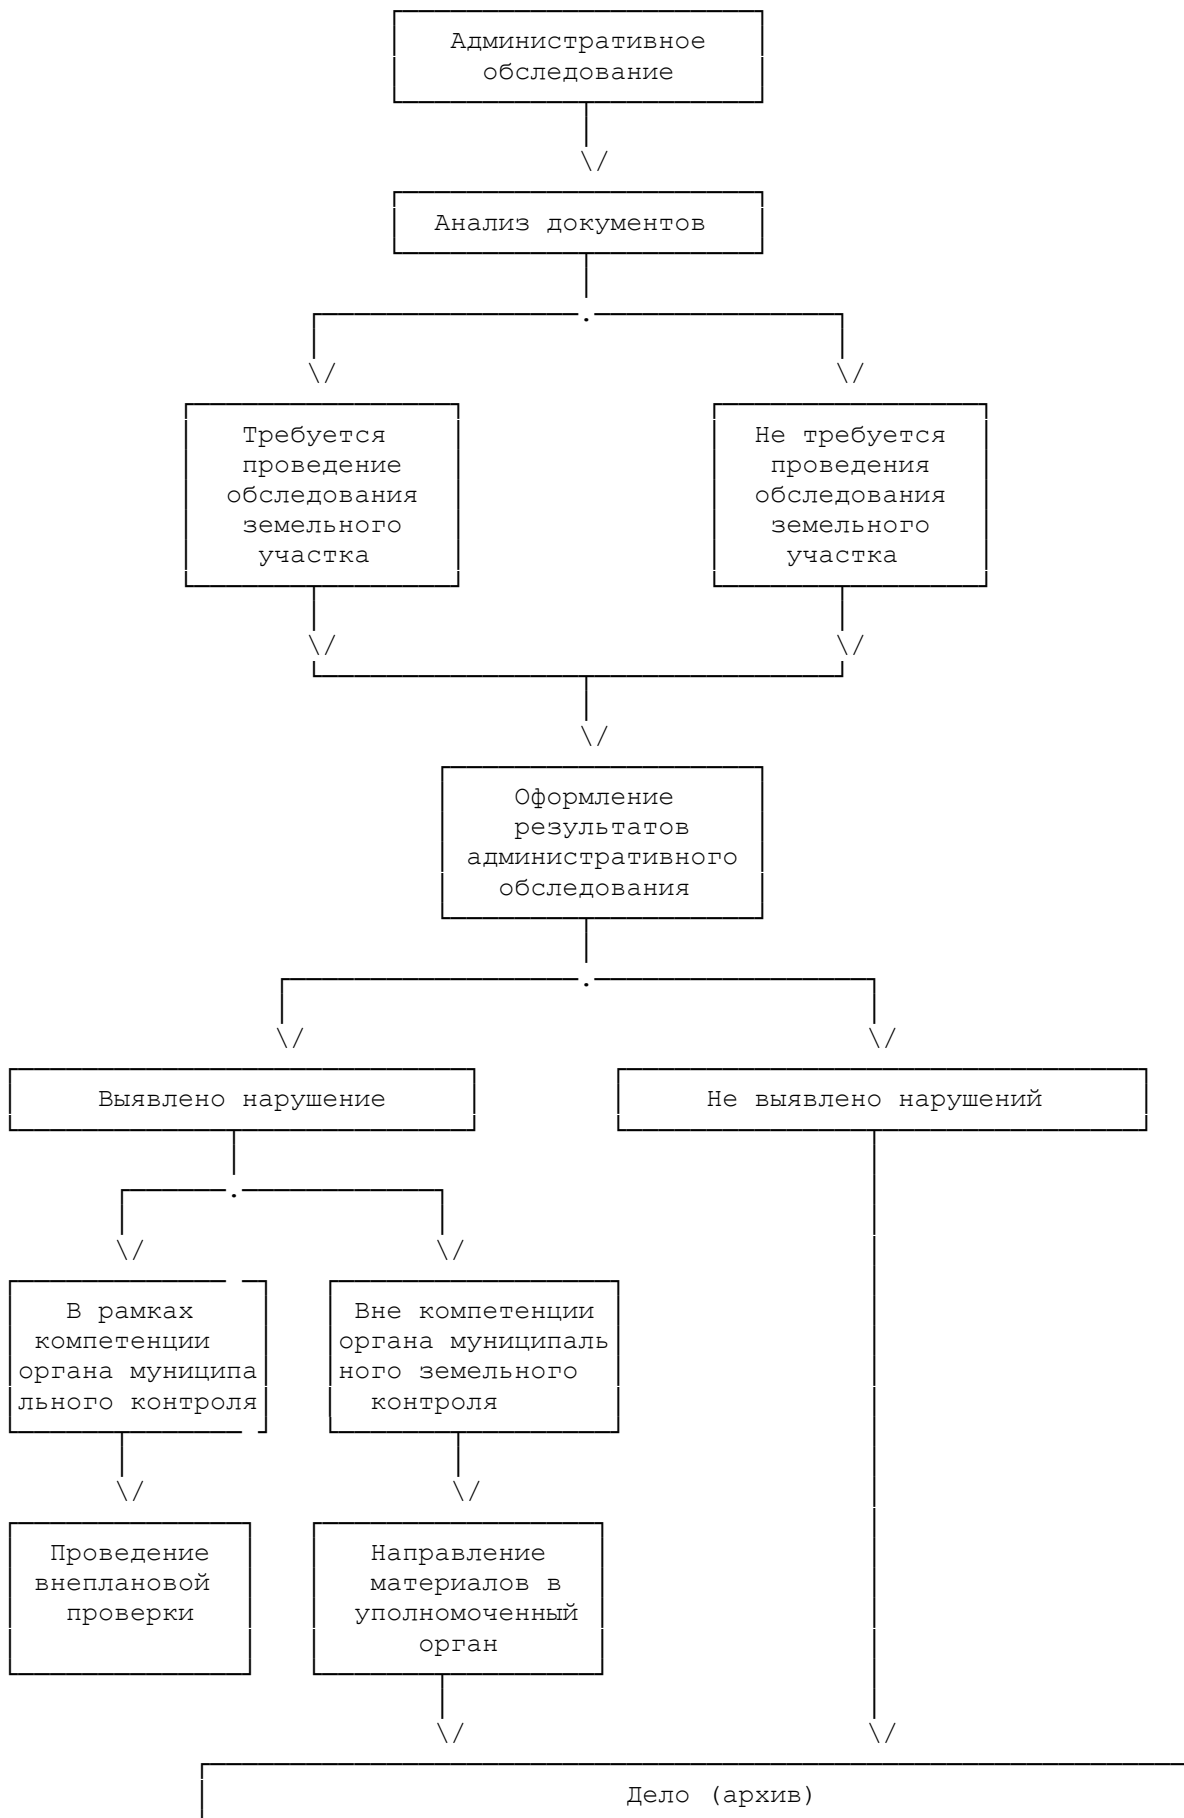 Административное
обследование
Анализ документов
Требуется
проведение
обследования
земельного
участка
Не требуется
проведения
обследования
земельного
участка
Оформление
результатов
административного
обследования
Выявлено нарушение
Не выявлено нарушений
В рамках
компетенции
органа муниципа
льного контроля
Вне компетенции
органа муниципаль
ного земельного
контроля
Проведение
внеплановой
проверки
Направление
материалов в
уполномоченный
орган
Дело (архив)